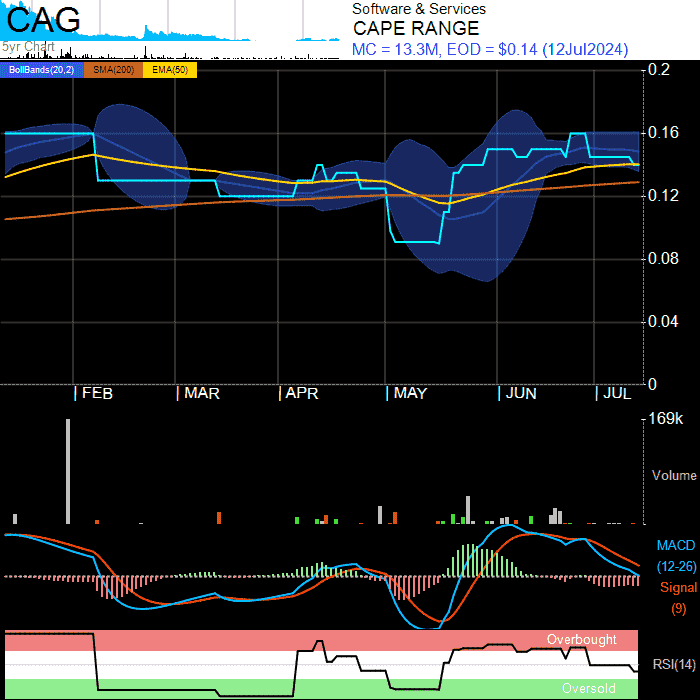 CAG
5yr Chart
Software & Services
CAPE RANGE
MC = 13.3M, EOD = $0.14 (12Jul2024)
BollBands(20,2) SMA(200) EMA(50)
0.2
0.16
0.12
0.08
0.04
0
| FEB | MAR | APR | MAY | JUN | JUL
169k
Volume
MACD
(12-26)
Signal
(9)
Overbought
RSI(14)
Oversold